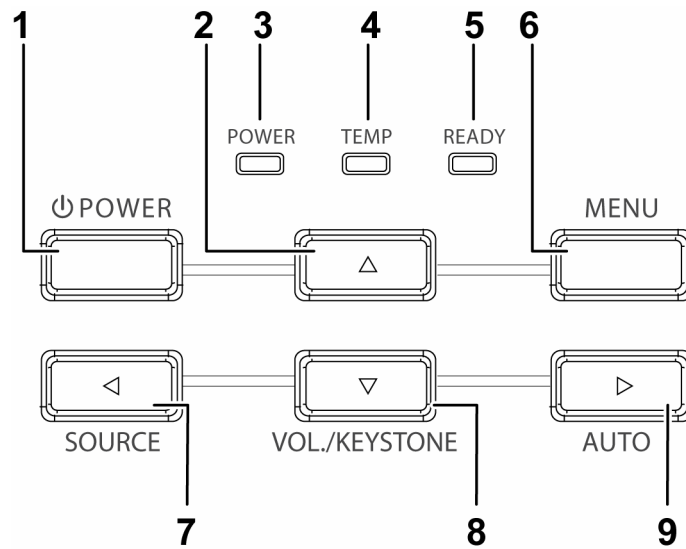 1 2 3 4 5 6
POWER TEMP READY
POWER MENU
SOURCE VOL./KEYSTONE AUTO
7 8 9